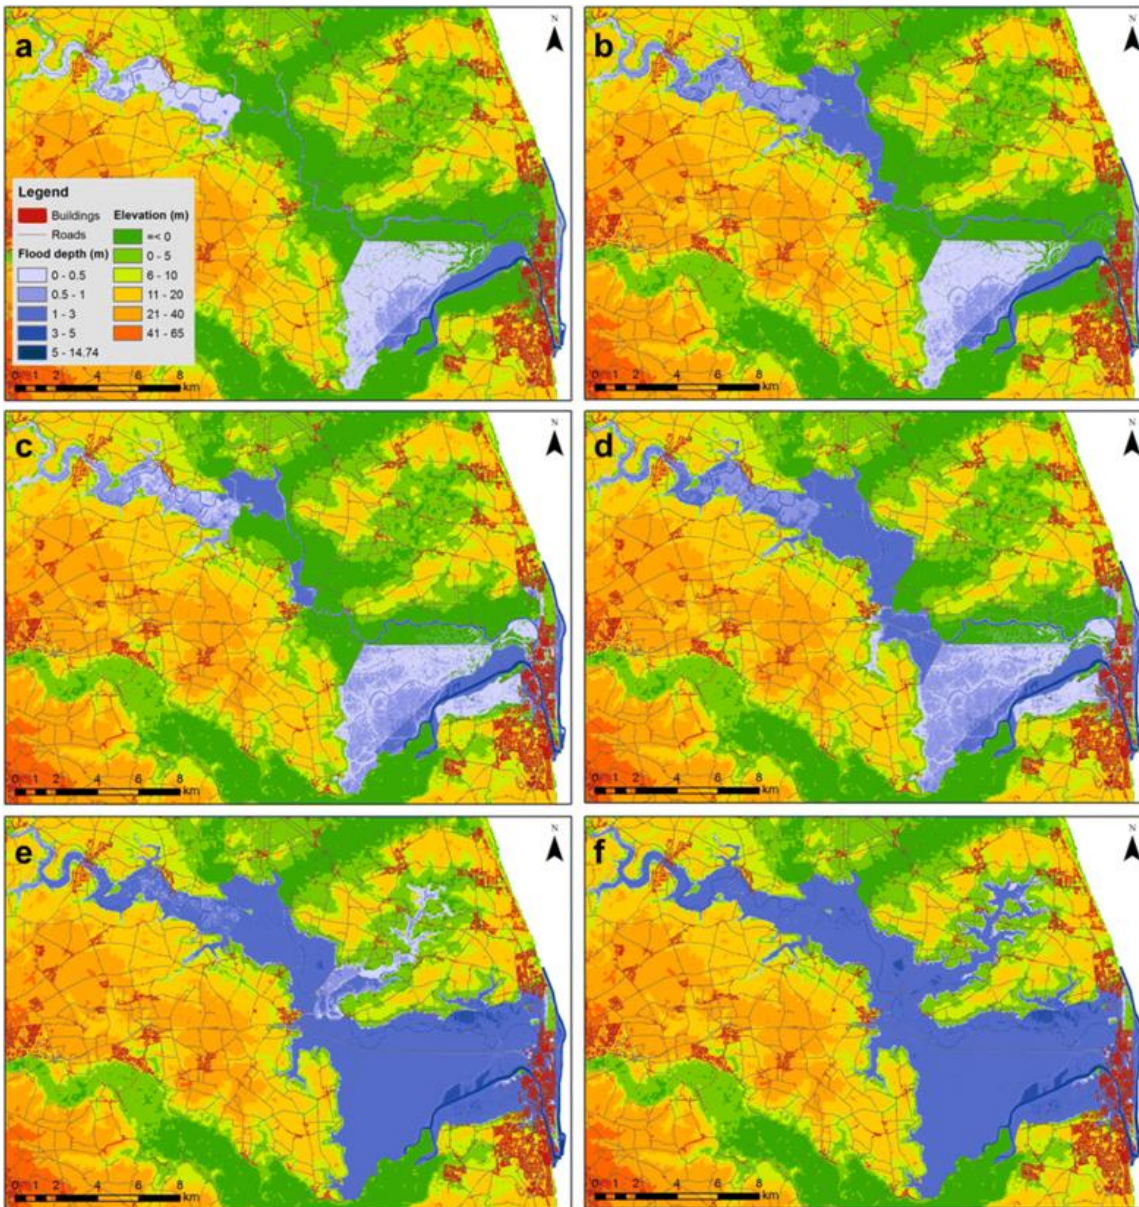 a
N
Legend
Buildings
Roads
Flood depth (m)
0 - 0.5
0.5 - 1
1 - 3
3 - 5
5 - 14.74
Elevation (m)
=< 0
0 - 5
6 - 10
11 - 20
21 - 40
41 - 65
0 1 2 4 6 8
km
b
N
0 1 2 4 6 8
km
c
N
0 1 2 4 6 8
km
d
N
0 1 2 4 6 8
km
e
N
0 1 2 4 6 8
km
f
N
0 1 2 4 6 8
km